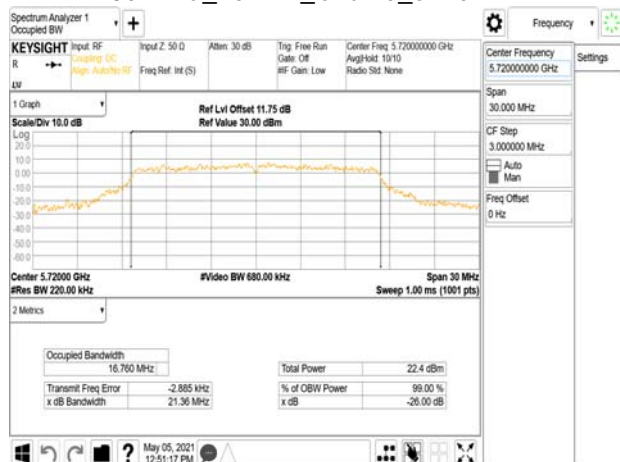 Spectrum Analyzer 1
Occupied BW
Frequency
KEYSIGHT
R
LVI
Input: RF
Coupling: DC
Align: Auto/No RF
Input Z: 50 Ω
Freq Ref: Int (S)
Atten: 30 dB
Trig: Free Run
Gate: Off
#IF Gain: Low
Center Freq: 5.720000000 GHz
Avg|Hold: 10/10
Radio Std: None
Center Frequency
5.720000000 GHz
Settings
Span
30.000 MHz
CF Step
3.000000 MHz
Auto
Man
Freq Offset
0 Hz
1 Graph
Scale/Div 10.0 dB
Ref Lvl Offset 11.75 dB
Ref Value 30.00 dBm
Log
20.0
10.0
0.00
-10.0
-20.0
-30.0
-40.0
-50.0
-60.0
Center 5.72000 GHz
#Res BW 220.00 kHz
#Video BW 680.00 kHz
Span 30 MHz
Sweep 1.00 ms (1001 pts)
2 Metrics
Occupied Bandwidth
16.760 MHz
Transmit Freq Error -2.885 kHz
x dB Bandwidth 21.36 MHz
Total Power 22.4 dBm
% of OBW Power 99.00 %
x dB -26.00 dB
May 05, 2021
12:51:17 PM